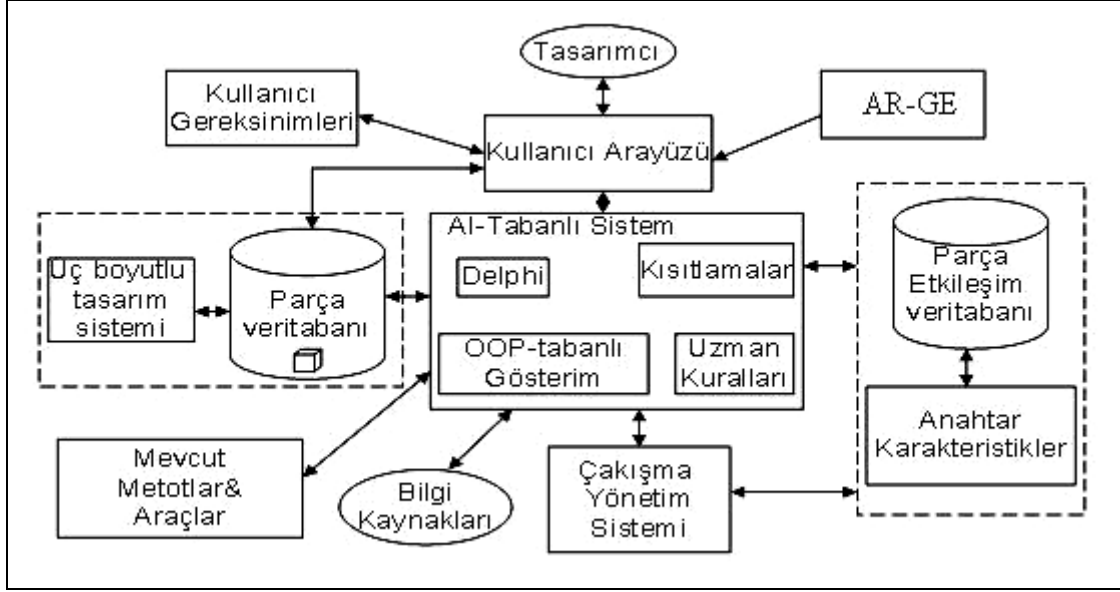 Tasarımcı
Kullanıcı
Gereksinimleri
AR-GE
Kullanıcı Arayüzü
AI-Tabanlı Sistem
Delphi
Kısıtlamalar
OOP-tabanlı
Gösterim
Uzman
Kuralları
Üç boyutlu
tasarım
sistemi
Parça
veritabanı
Parça
Etkileşim
veritabanı
Anahtar
Karakteristikler
Mevcut
Metotlar&
Araçlar
Bilgi
Kaynakları
Çakışma
Yönetim
Sistemi